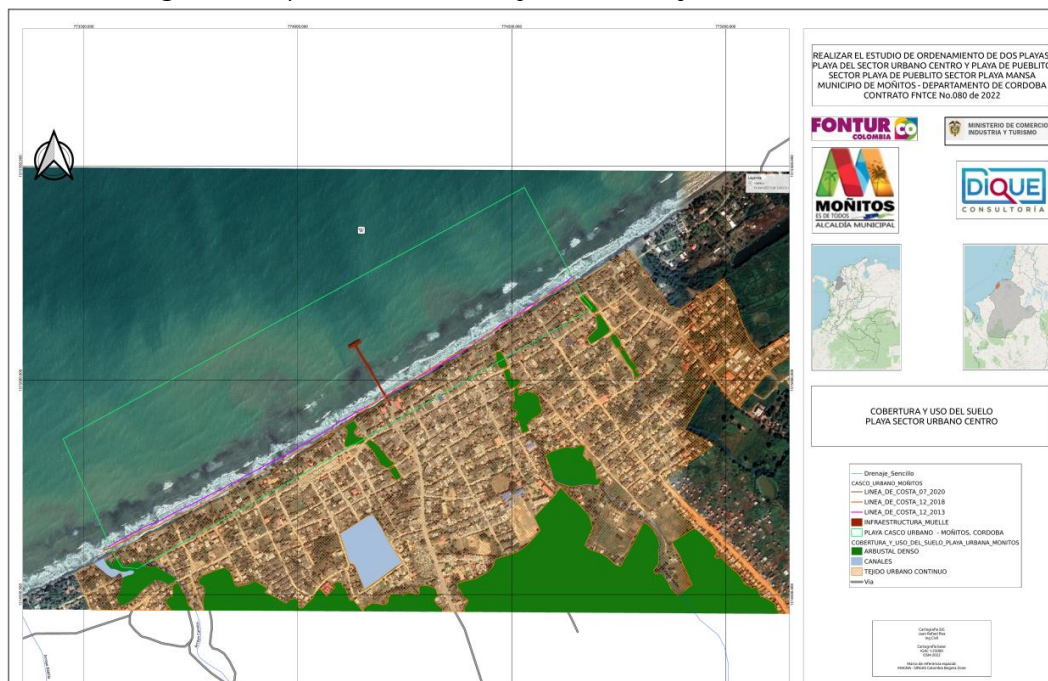 REALIZAR EL ESTUDIO DE ORDENAMIENTO DE DOS PLAYAS
PLAYA DEL SECTOR URBANO CENTRO Y PLAYA DE PUEBLITO
SECTOR PLAYA DE PUEBLITO SECTOR PLAYA MANSA
MUNICIPIO DE MOÑITOS - DEPARTAMENTO DE CORDOBA
CONTRATO FNTCE No.080 de 2022
FONTUR CO
COLOMBIA
MINISTERIO DE COMERCIO
INDUSTRIA Y TURISMO
MOÑITOS
ES DE TODOS
ALCALDÍA MUNICIPAL
DIQUE
CONSULTORÍA
COBERTURA Y USO DEL SUELO
PLAYA SECTOR URBANO CENTRO
Drenaje_Sencillo
CASCO_URBANO_MOÑITOS
LINEA_DE_COSTA_07_2020
LINEA_DE_COSTA_12_2018
LINEA_DE_COSTA_12_2013
INFRAESTRUCTURA_MUELLE
PLAYA CASCO URBANO - MOÑITOS, CORDOBA
COBERTURA_Y_USO_DEL_SUELO_PLAYA_URBANA_MONITOS
ARBUSTAL DENSO
CANALES
TEJIDO URBANO CONTINUO
Via